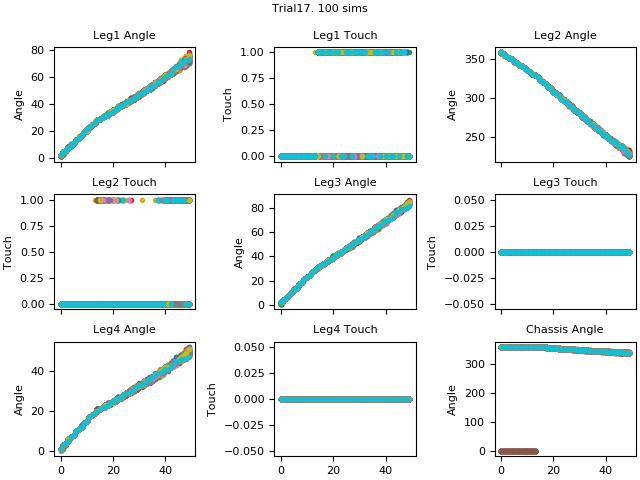 Trial17. 100 sims
Leg1 Angle
Leg1 Touch
Leg2 Angle
80
60
40
20
0
Angle
0
20
40
1.00
0.75
0.50
0.25
0.00
Touch
350
300
250
Angle
Leg2 Touch
Leg3 Angle
Leg3 Touch
1.00
0.75
0.50
0.25
0.00
Touch
80
60
40
20
0
Angle
0.050
0.025
0.000
−0.025
−0.050
Touch
Leg4 Angle
Leg4 Touch
Chassis Angle
40
20
0
Angle
0.050
0.025
0.000
−0.025
−0.050
Touch
300
200
100
0
Angle
0 20 40
0 20 40
0 20 40